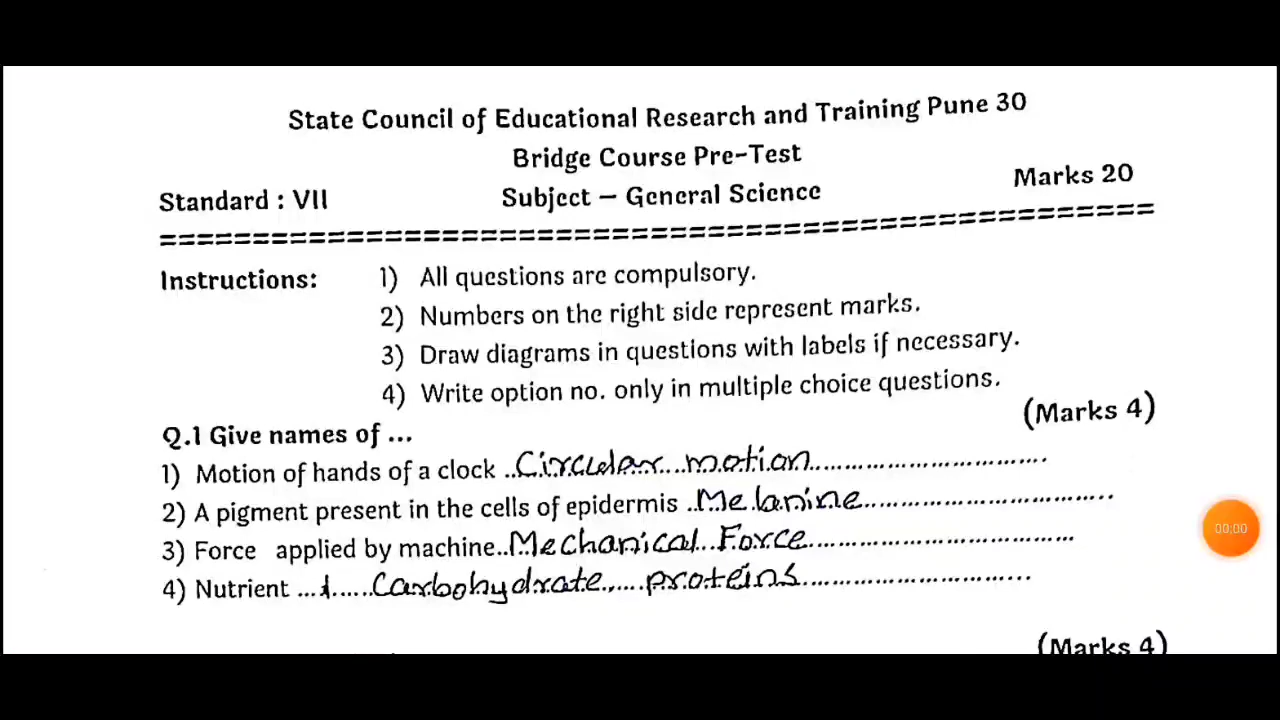 State Council of Educational Research and Training Pune 30
Bridge Course Pre-Test
Standard : VII Subject – General Science Marks 20
==================================================
Instructions: 1) All questions are compulsory.
2) Numbers on the right side represent marks.
3) Draw diagrams in questions with labels if necessary.
4) Write option no. only in multiple choice questions.
Q.1 Give names of ... (Marks 4)
1) Motion of hands of a clock ..Circular motion..........
2) A pigment present in the cells of epidermis ..Melanine..........
3) Force applied by machine..Mechanical Force..........
4) Nutrient ...1.....Carbohydrate, proteins..........
(Marks 4)
00:00